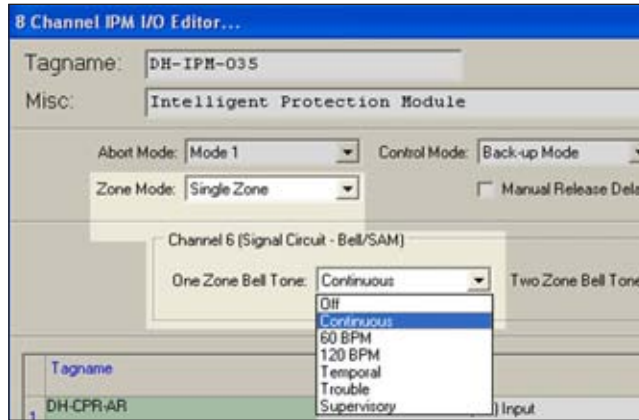 8 Channel IPM I/O Editor...
Tagname: DH-IPM-035
Misc: Intelligent Protection Module
Abort Mode: Mode 1 Control Mode: Back-up Mode
Zone Mode: Single Zone Manual Release Dela
Channel 6 (Signal Circuit - Bell/SAM)
One Zone Bell Tone: Continuous Two Zone Bell Tone
Off
Continuous
60 BPM
120 BPM
Temporal
Trouble
Supervisory
Tagname
1 DH-CPR-AR ) Input